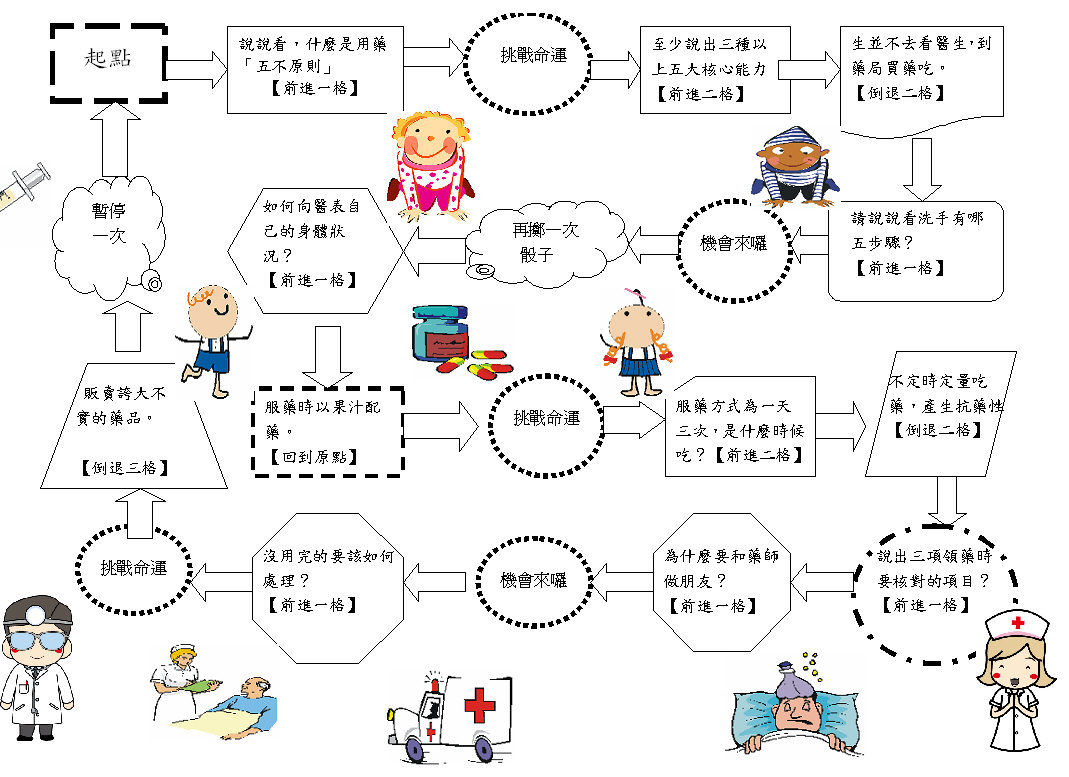 起點
說說看，什麼是用藥
「五不原則」
【前進一格】
挑戰命運
至少說出三種以
上五大核心能力
【前進二格】
生並不去看醫生，到
藥局買藥吃。
【倒退二格】
請說說看洗手有哪
五步驟？
【前進一格】
機會來囉
再擲一次
骰子
如何向醫表自
己的身體狀
況？
【前進一格】
服藥時以果汁配
藥。
【回到原點】
挑戰命運
服藥方式為一天
三次，是什麼時候
吃？【前進二格】
不定時定量吃
藥，產生抗藥性
【倒退二格】
說出三項領藥時
要核對的項目？
【前進一格】
為什麼要和藥師
做朋友？
【前進一格】
機會來囉
沒用完的要該如何
處理？
【前進一格】
挑戰命運
販賣誇大不
實的藥品。
【倒退三格】
暫停
一次